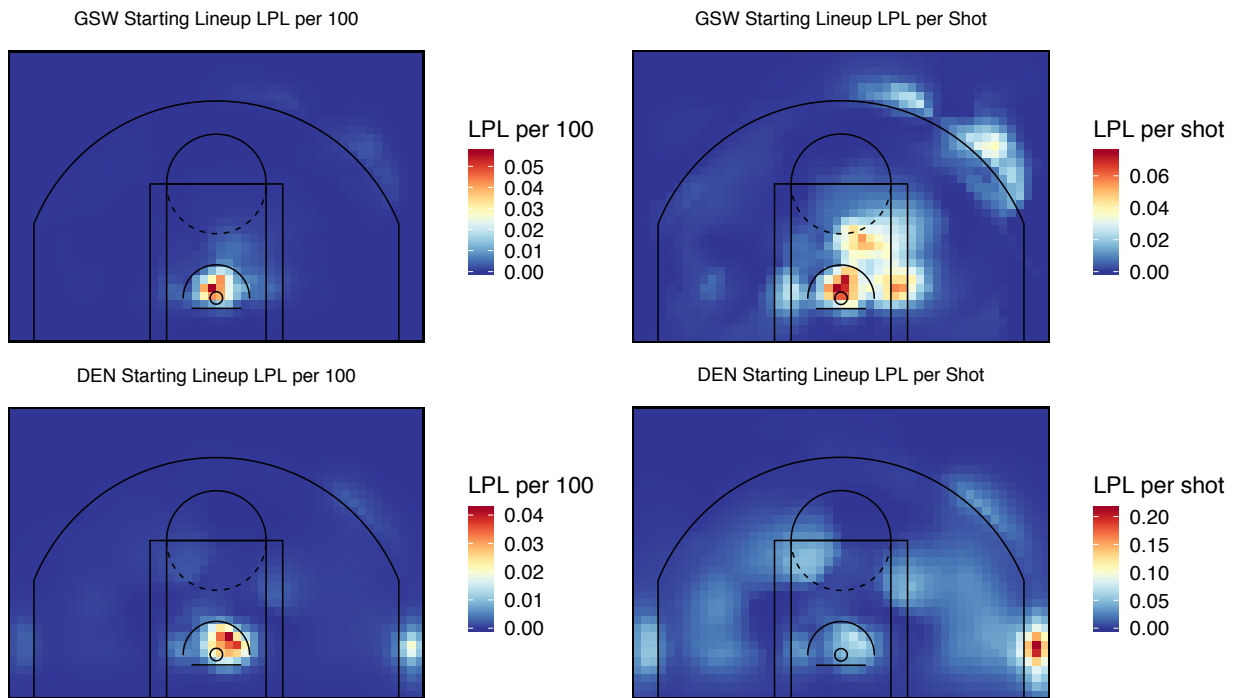 GSW Starting Lineup LPL per 100
GSW Starting Lineup LPL per Shot
LPL per 100
0.05
0.04
0.03
0.02
0.01
0.00
LPL per shot
0.06
0.04
0.02
0.00
DEN Starting Lineup LPL per 100
DEN Starting Lineup LPL per Shot
LPL per 100
0.04
0.03
0.02
0.01
0.00
LPL per shot
0.20
0.15
0.10
0.05
0.00